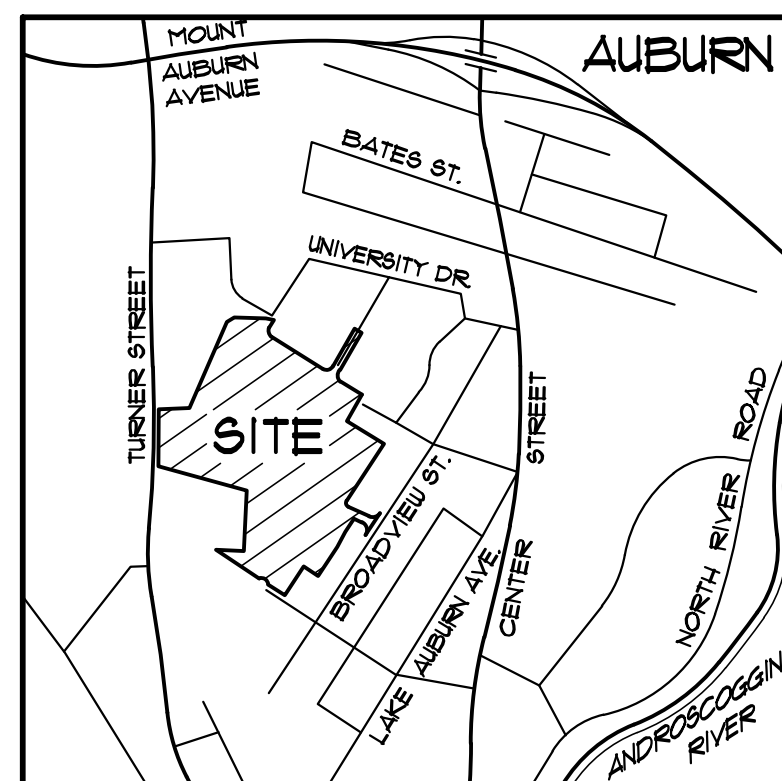 MOUNT
AUBURN
AVENUE
AUBURN
BATES ST.
UNIVERSITY DR
TURNER STREET
SITE
CENTER STREET
BROADVIEW ST.
LAKE AUBURN AVE.
NORTH RIVER ROAD
ANDROSCOGGIN
RIVER